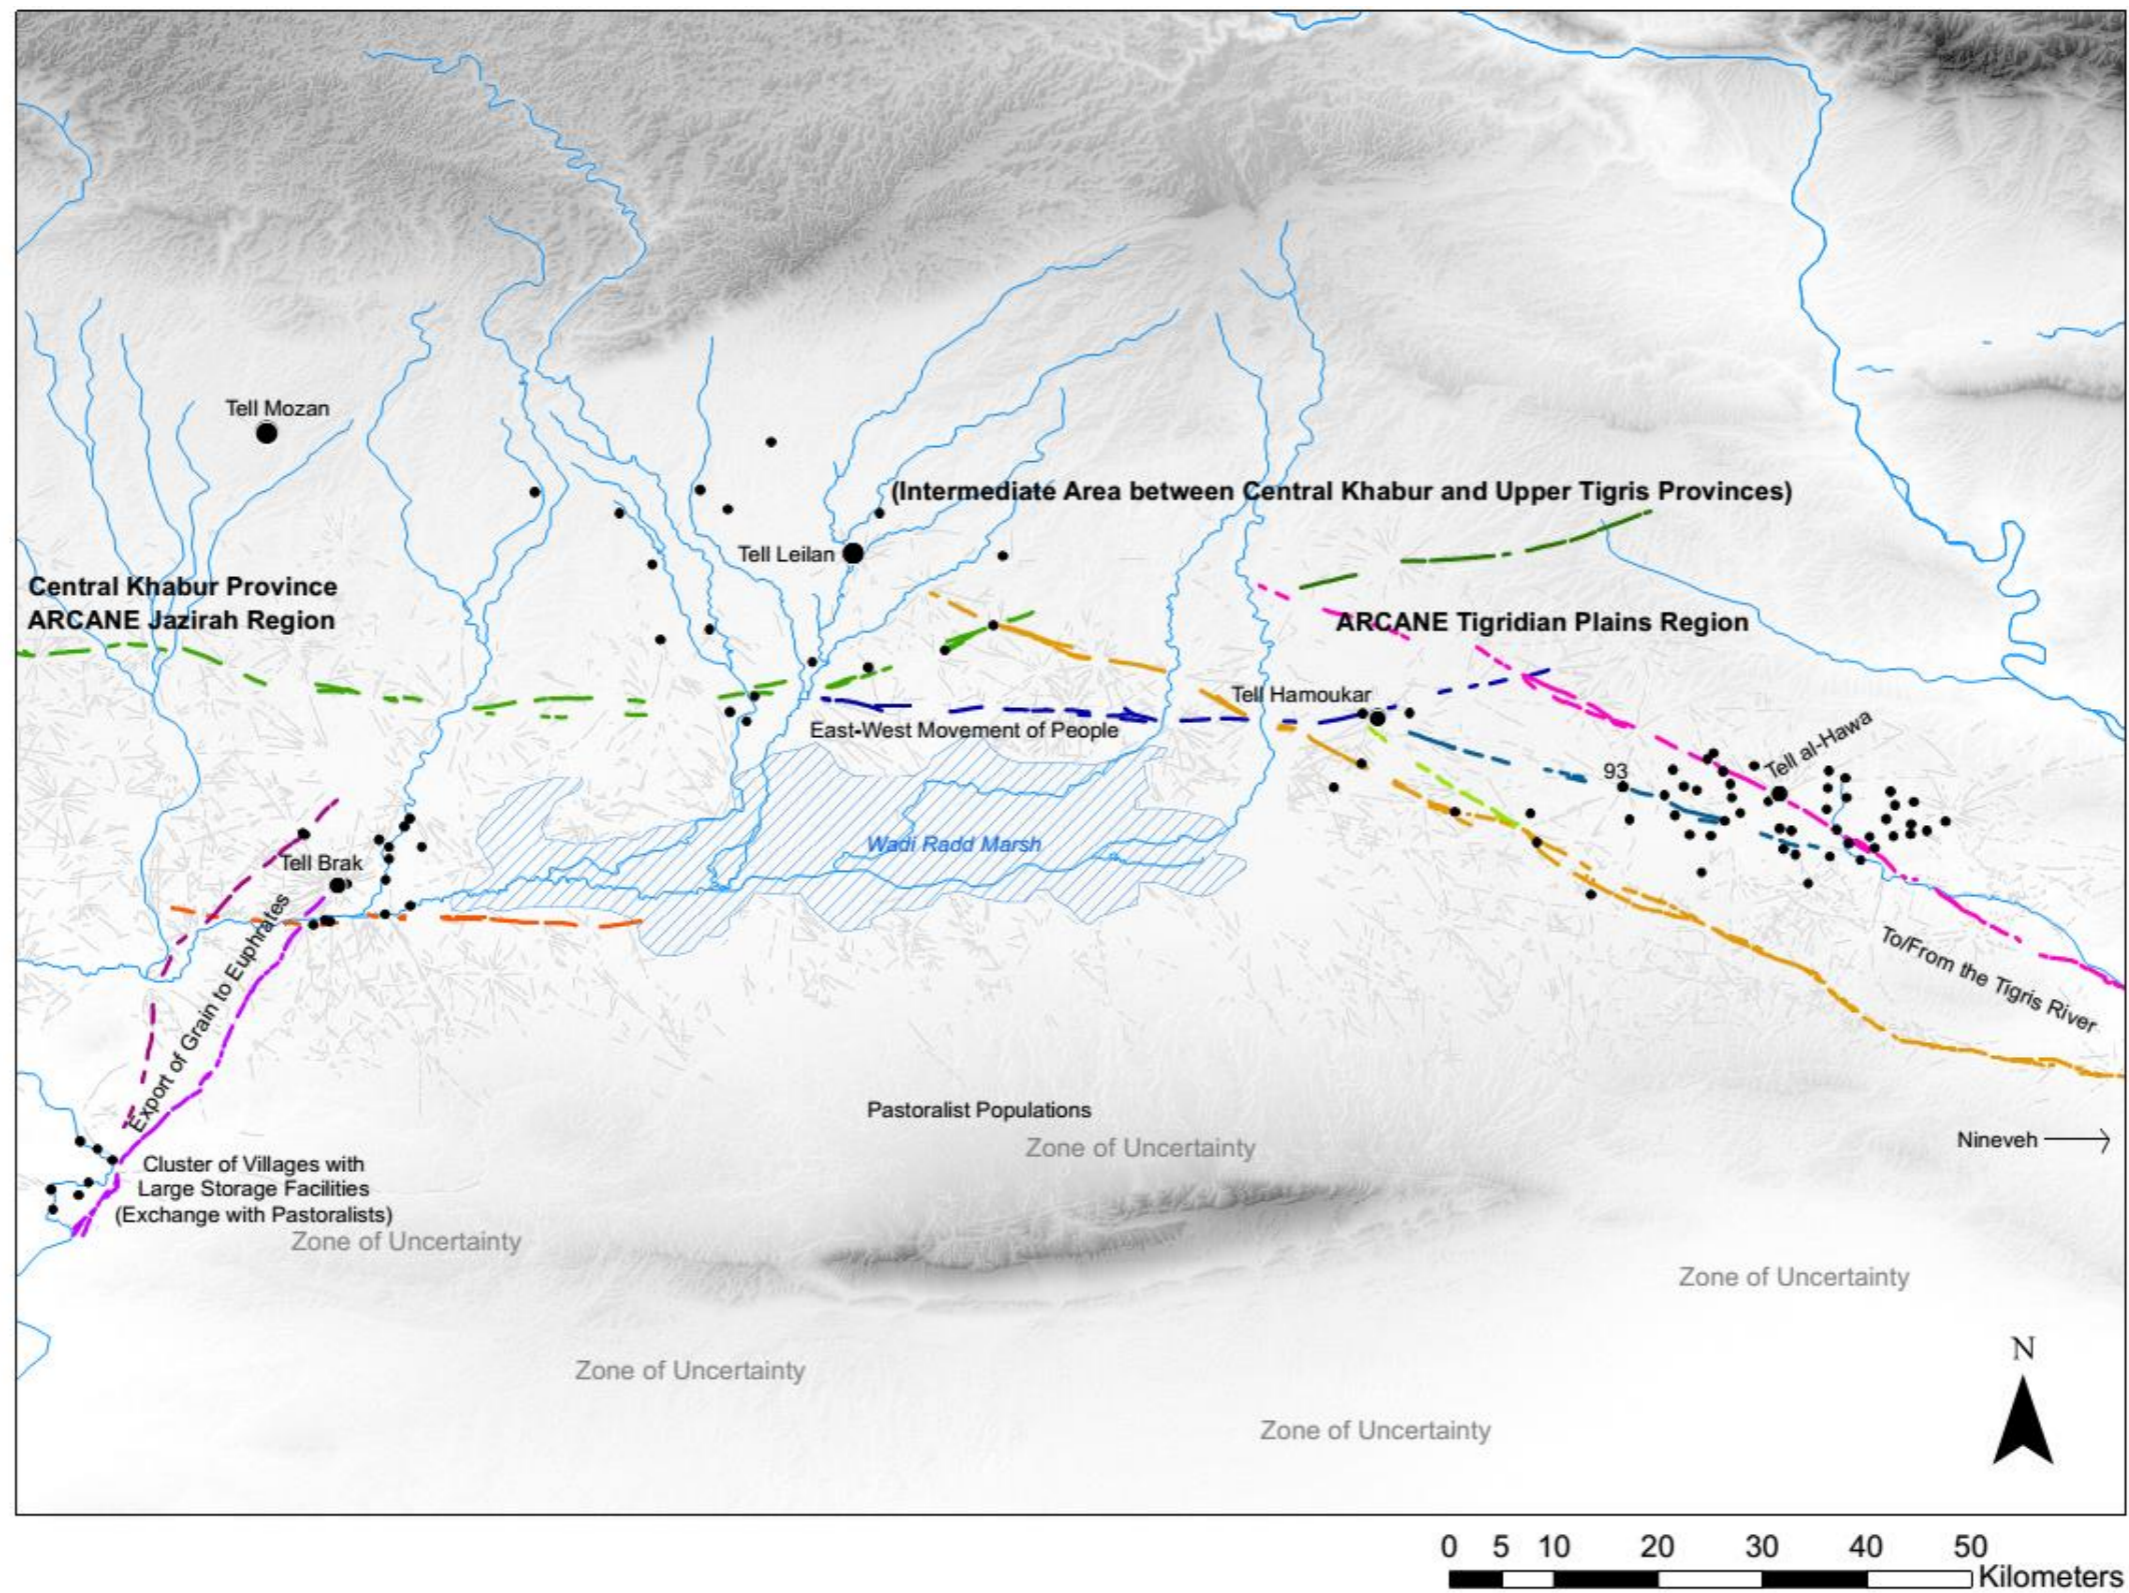 Tell Mozan
(Intermediate Area between Central Khabur and Upper Tigris Provinces)
Tell Leilan
Central Khabur Province
ARCANE Jazirah Region
ARCANE Tigridian Plains Region
Tell Hamoukar
East-West Movement of People
Tell al-Hawa
93
Wadi Radd Marsh
Tell Brak
Export of Grain to Euphrates
To/From the Tigris River
Pastoralist Populations
Zone of Uncertainty
Nineveh
Cluster of Villages with
Large Storage Facilities
(Exchange with Pastoralists)
Zone of Uncertainty
Zone of Uncertainty
Zone of Uncertainty
Zone of Uncertainty
N
0 5 10 20 30 40 50
Kilometers